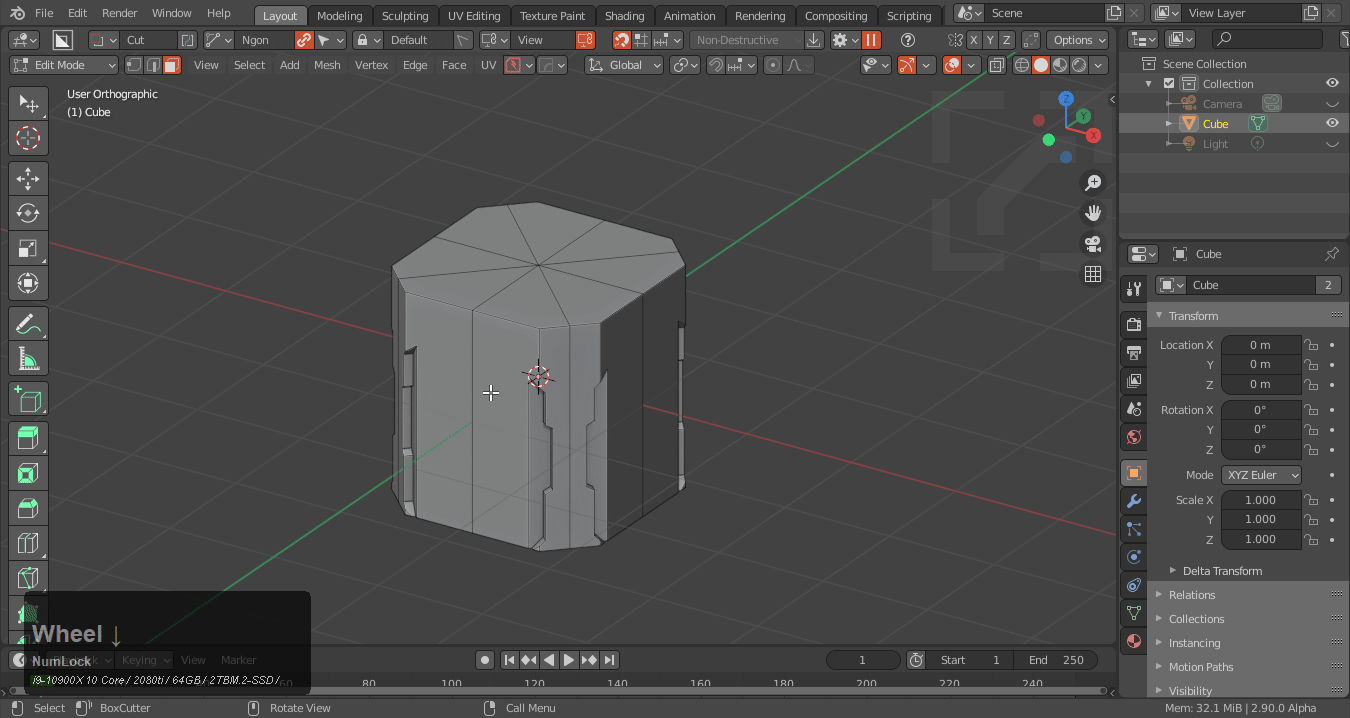 File Edit Render Window Help Layout Modeling Sculpting UV Editing Texture Paint Shading Animation Rendering Compositing Scripting Scene View Layer
Cut Ngon Default View Non-Destructive X Y Z Options
Edit Mode View Select Add Mesh Vertex Edge Face UV Global
User Orthographic
(1) Cube
Z
Y
X
Scene Collection
Collection
Camera
Cube
Light
Cube
Cube 2
Transform
Location X 0 m
Y 0 m
Z 0 m
Rotation X 0°
Y 0°
Z 0°
Mode XYZ Euler
Scale X 1.000
Y 1.000
Z 1.000
Delta Transform
Relations
Collections
Instancing
Motion Paths
Visibility
Wheel ↓
NumLock
Keying View Marker 1 Start 1 End 250
i9-10900X 10 Core / 2080ti / 64GB / 2TBM.2-SSD /
80 100 120 140 160 180 200 220 240
Select BoxCutter Rotate View Call Menu Mem: 32.1 MiB | 2.90.0 Alpha